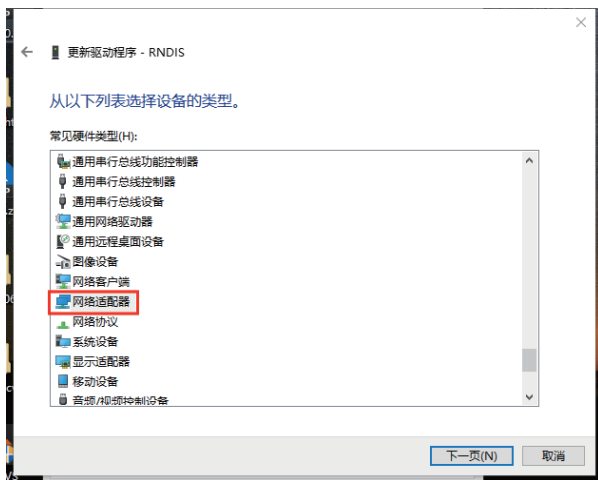 更新驱动程序 - RNDIS
从以下列表选择设备的类型。
常见硬件类型(H):
通用串行总线功能控制器
通用串行总线控制器
通用串行总线设备
通用网络驱动器
通用远程桌面设备
图像设备
网络客户端
网络适配器
网络协议
系统设备
显示适配器
移动设备
音频/视频控制设备
下一页(N)
取消